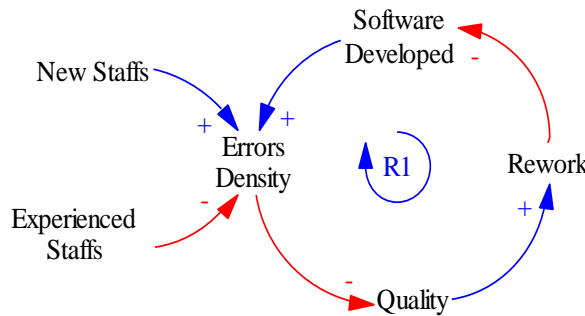 Software
Developed
-
New Staffs
+
+
Errors
Density
R1
Rework
Experienced
Staffs
-
+
-
Quality